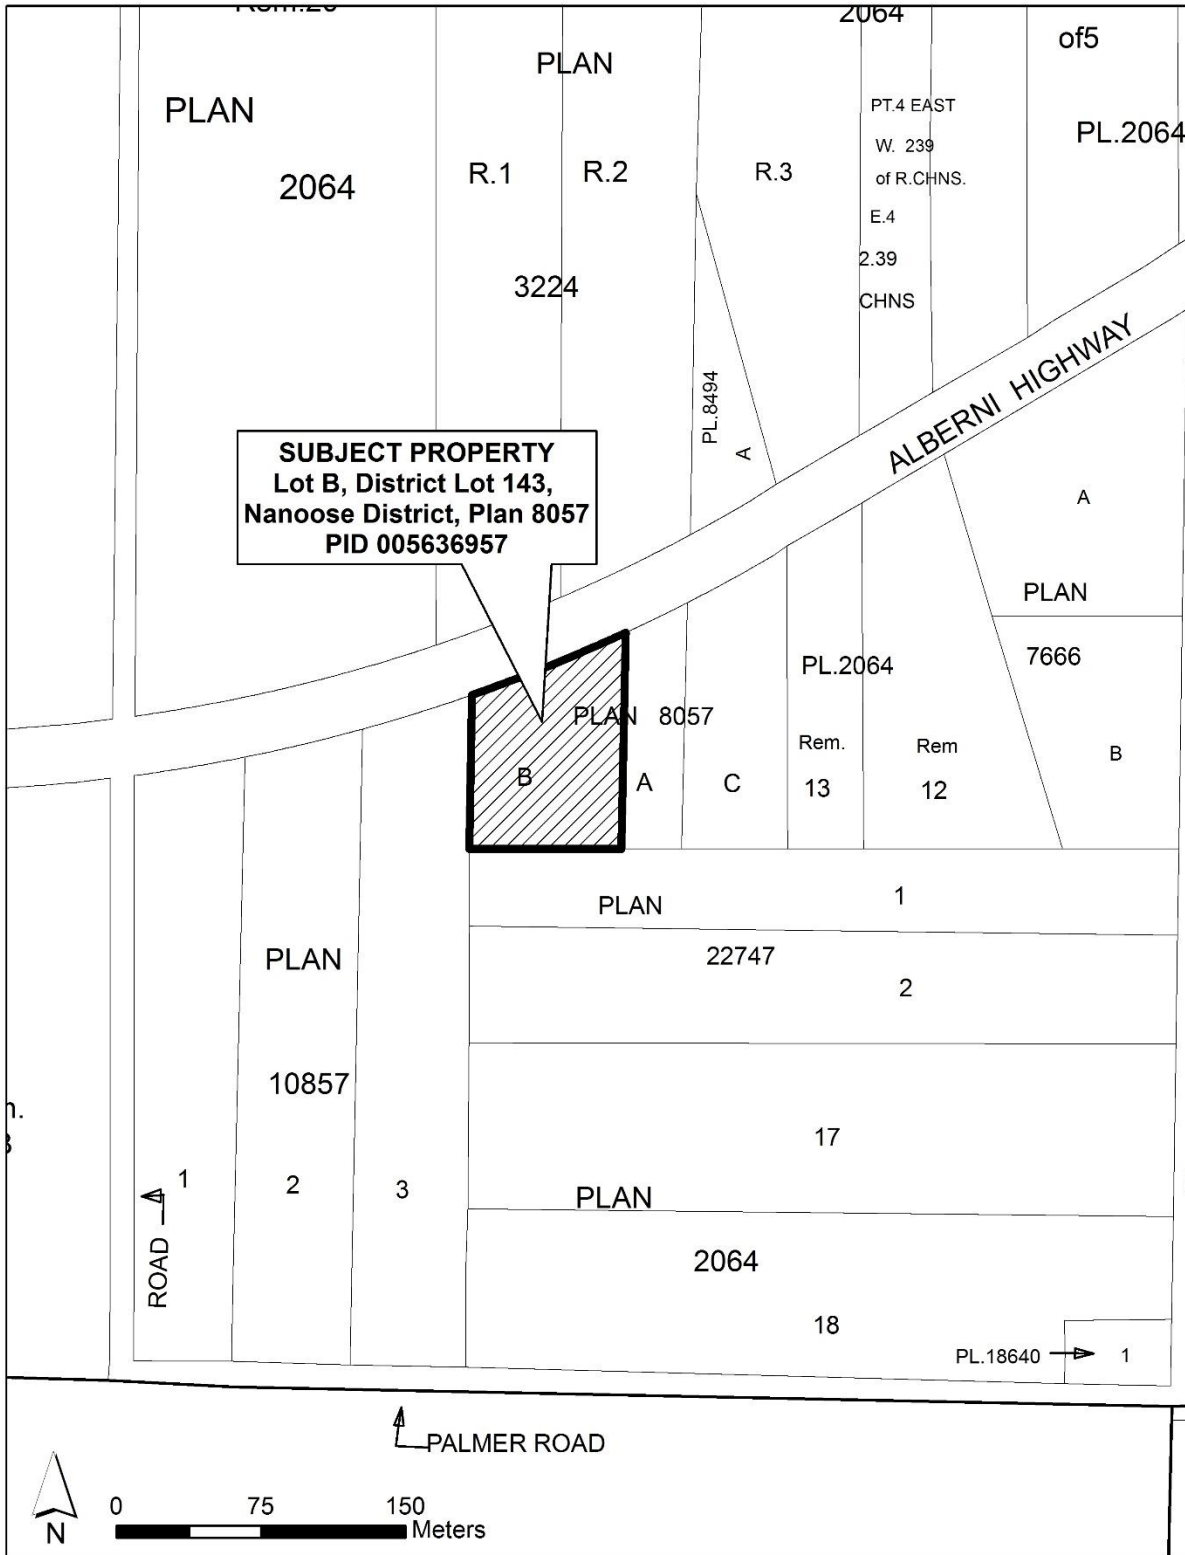 2064
of5
PLAN
PLAN
PT.4 EAST
W. 239
of R.CHNS.
E.4
2.39
CHNS
PL.2064
2064
R.1
R.2
R.3
3224
ALBERNI HIGHWAY
PL.8494
A
SUBJECT PROPERTY
Lot B, District Lot 143,
Nanoose District, Plan 8057
PID 005636957
A
PLAN
7666
B
PL.2064
PLAN 8057
Rem.
13
Rem
12
B
A
C
PLAN
1
22747
2
PLAN
10857
1
2
3
17
PLAN
2064
18
ROAD
PL.18640
1
PALMER ROAD
N
0
75
150
Meters